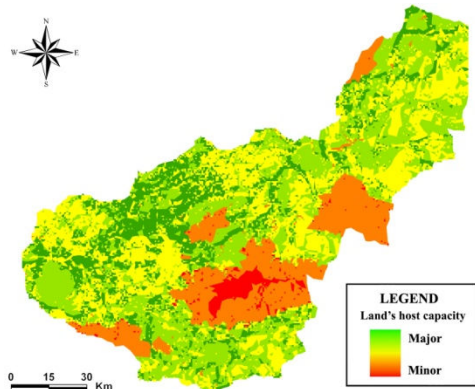 N
W E
S
LEGEND
Land's host capacity
Major
Minor
0 15 30
Km